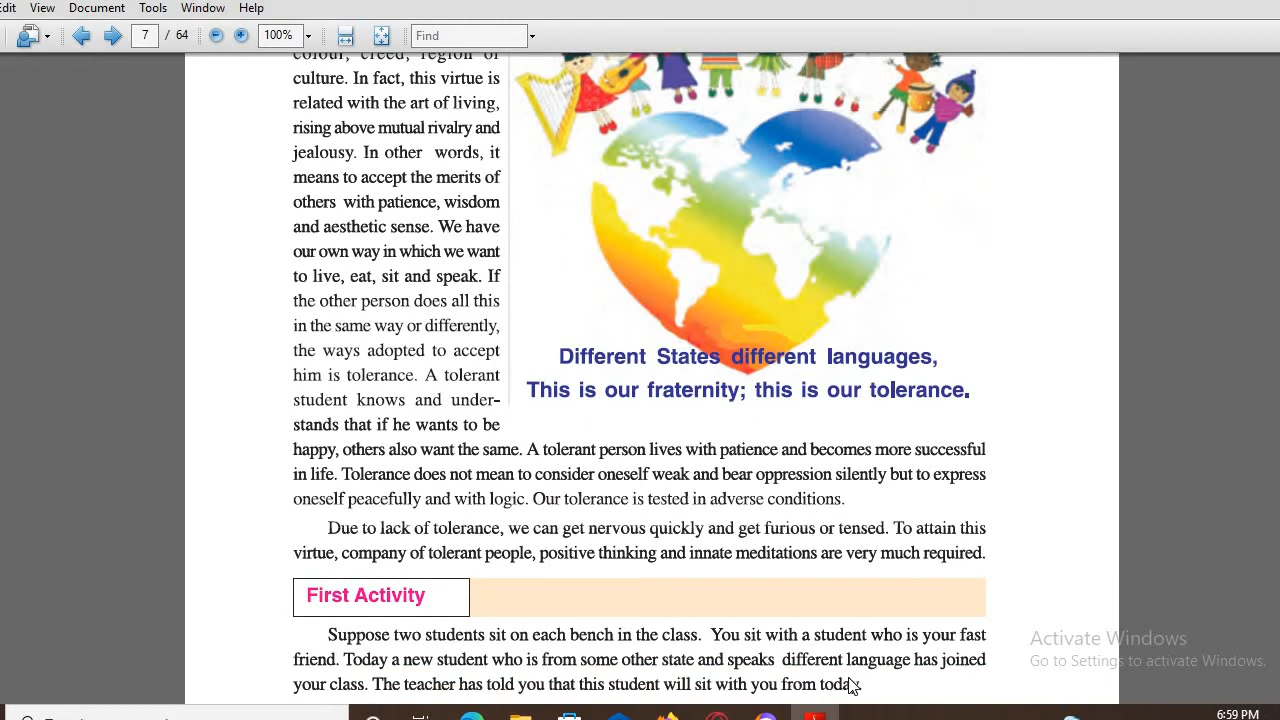 Edit View Document Tools Window Help
7 / 64 100% Find
colour, creed, region or
culture. In fact, this virtue is
related with the art of living,
rising above mutual rivalry and
jealousy. In other words, it
means to accept the merits of
others with patience, wisdom
and aesthetic sense. We have
our own way in which we want
to live, eat, sit and speak. If
the other person does all this
in the same way or differently,
the ways adopted to accept
him is tolerance. A tolerant
student knows and under-
stands that if he wants to be
Different States different languages,
This is our fraternity; this is our tolerance.
happy, others also want the same. A tolerant person lives with patience and becomes more successful
in life. Tolerance does not mean to consider oneself weak and bear oppression silently but to express
oneself peacefully and with logic. Our tolerance is tested in adverse conditions.
Due to lack of tolerance, we can get nervous quickly and get furious or tensed. To attain this
virtue, company of tolerant people, positive thinking and innate meditations are very much required.
First Activity
Suppose two students sit on each bench in the class. You sit with a student who is your fast
friend. Today a new student who is from some other state and speaks different language has joined
your class. The teacher has told you that this student will sit with you from today.
Activate Windows
Go to Settings to activate Windows.
6:59 PM